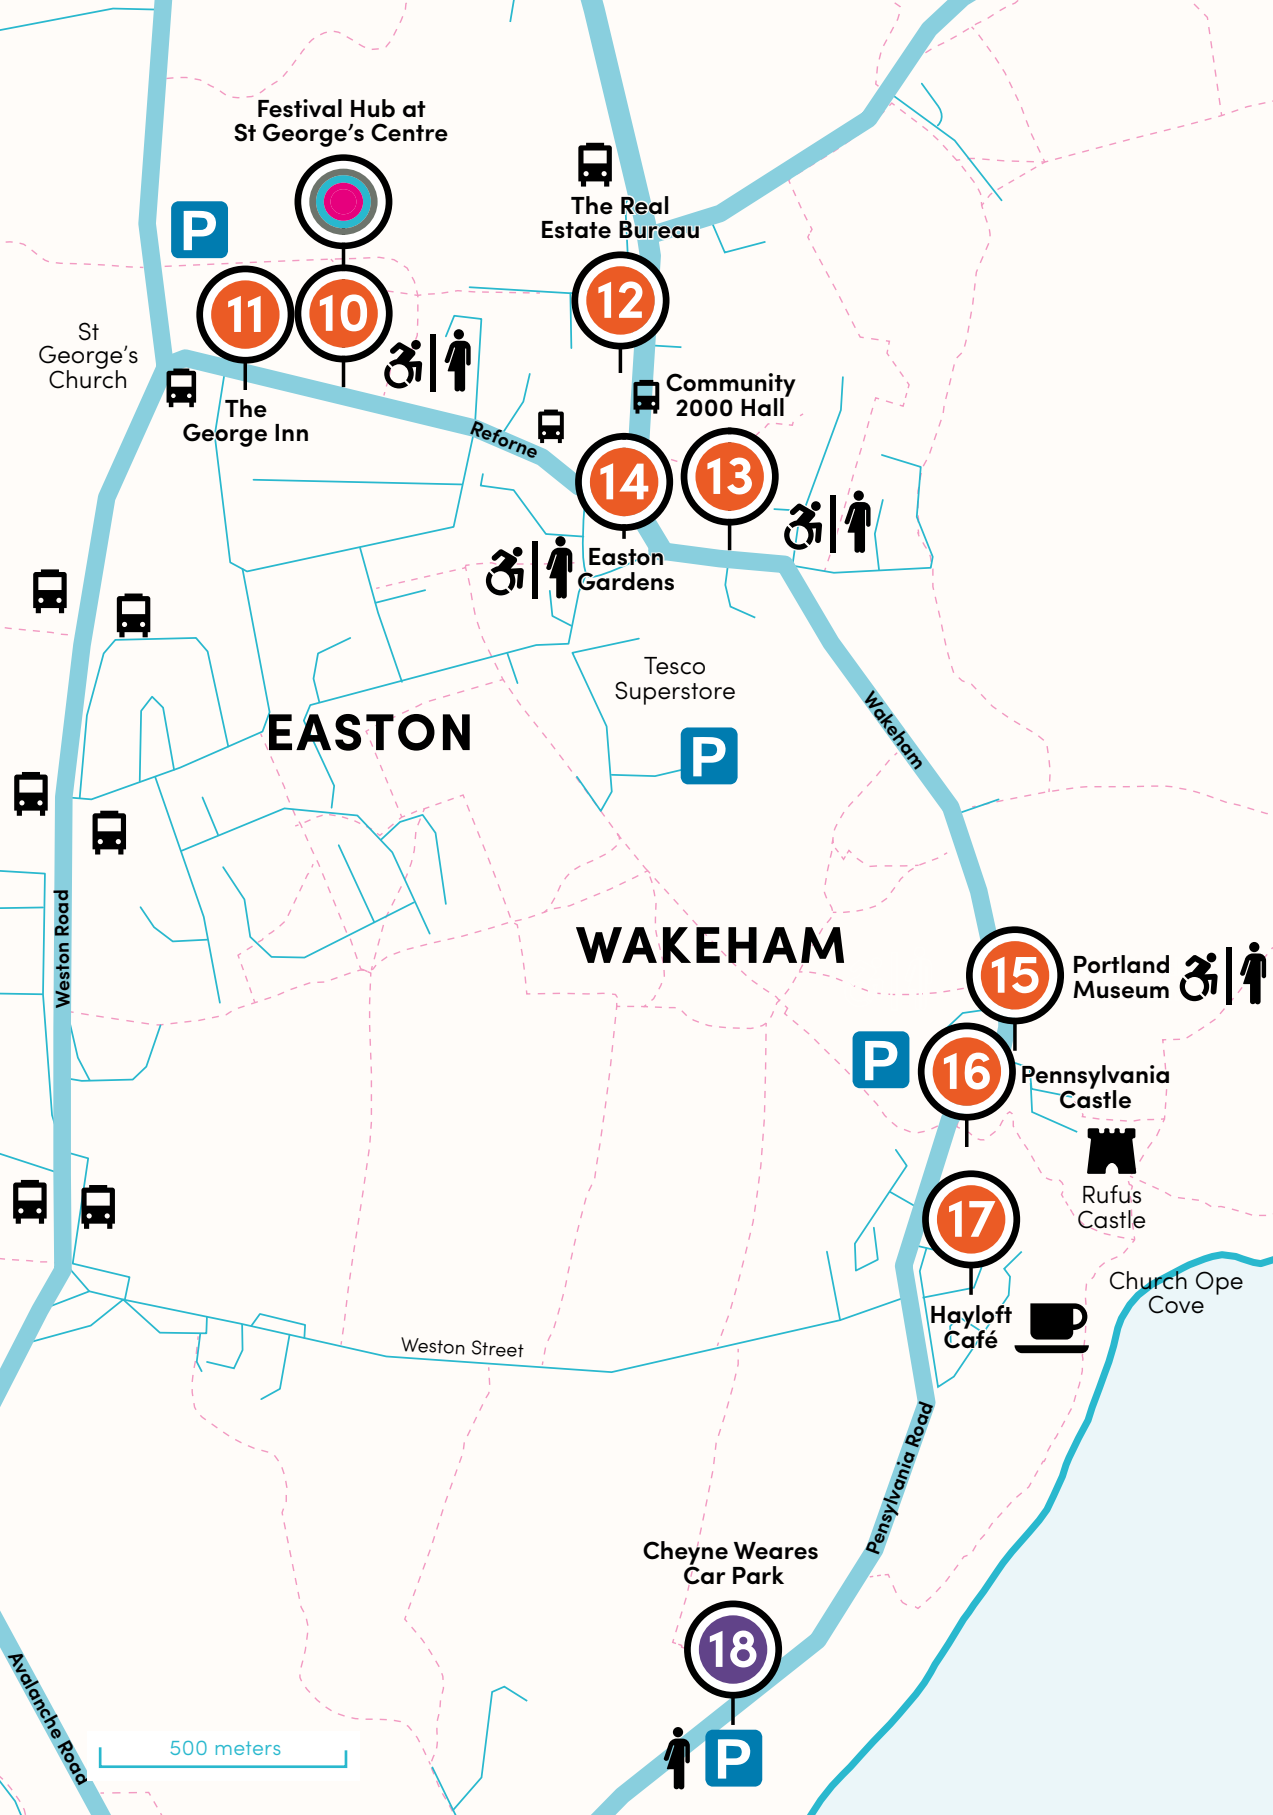 Festival Hub at
St George's Centre
P
The Real
Estate Bureau
11
10
12
St
George's
Church
The
George Inn
Community
2000 Hall
Reforne
14
13
Easton
Gardens
Tesco
Superstore
EASTON
P
Wakeham
Weston Road
WAKEHAM
15
Portland
Museum
P
16
Pennsylvania
Castle
Rufus
Castle
17
Church Ope
Cove
Hayloft
Café
Weston Street
Pensylvania Road
Cheyne Weares
Car Park
18
P
Avalanche Road
500 meters